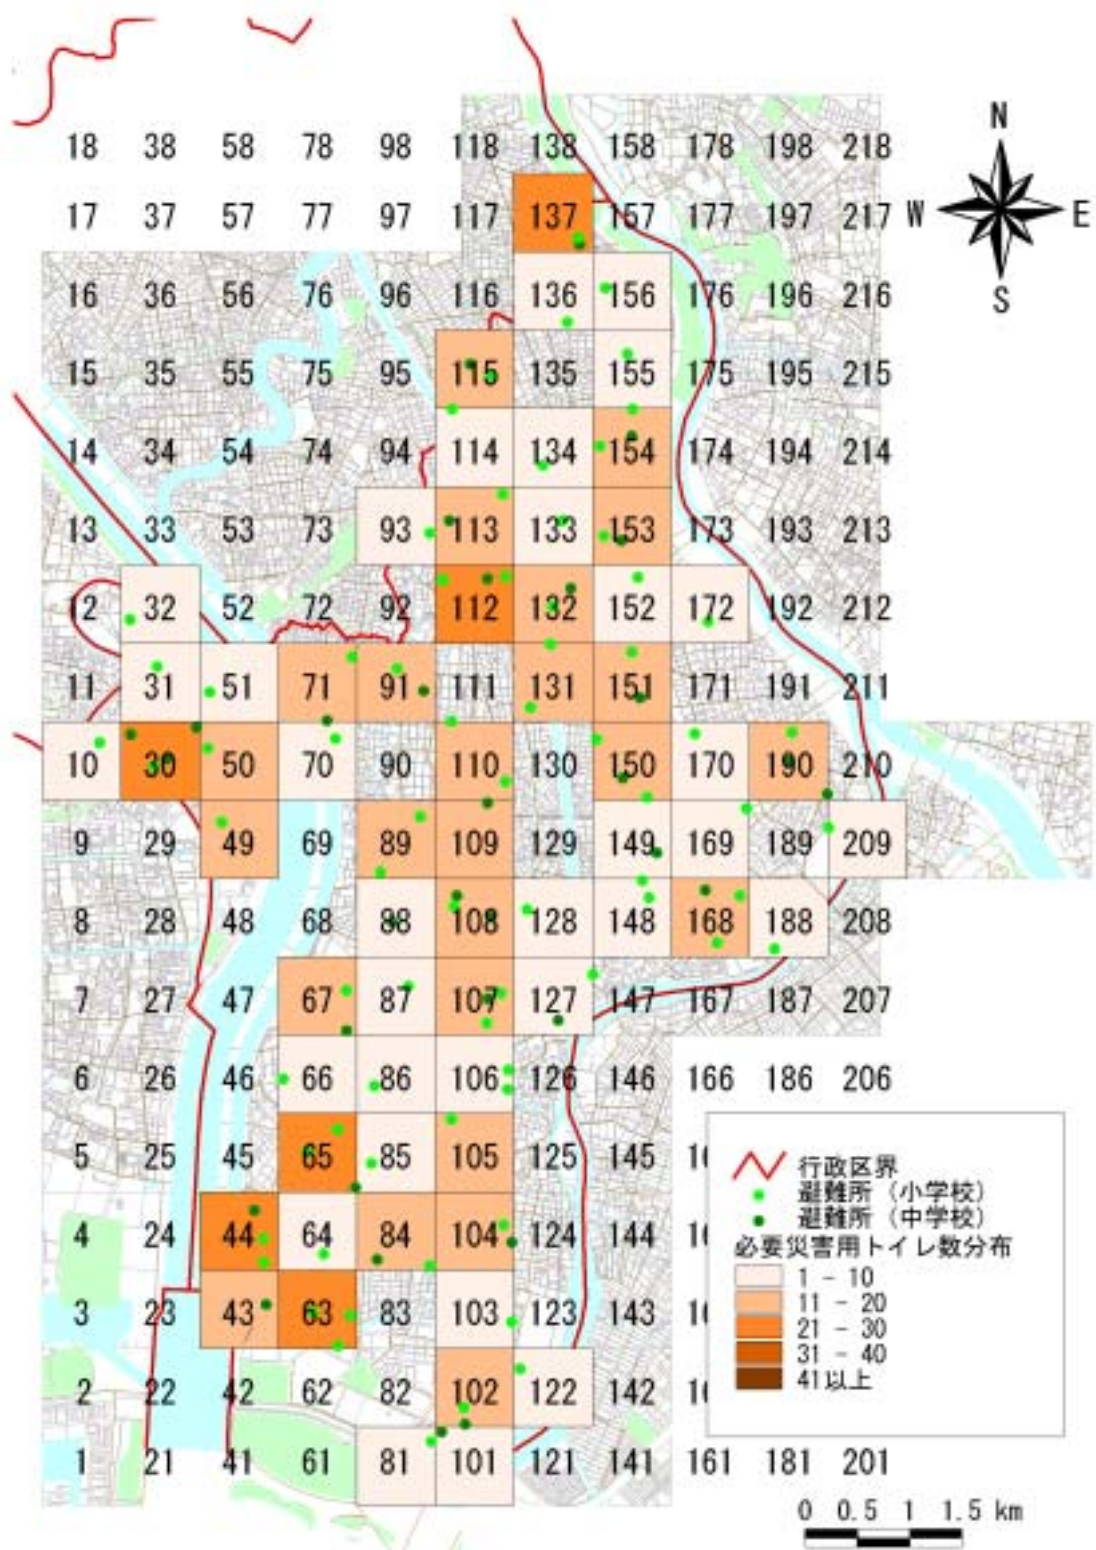 N
18 38 58 78 98 118 138 158 178 198 218
17 37 57 77 97 117 137 157 177 197 217 W E
16 36 56 76 96 116 136 156 176 196 216
S
15 35 55 75 95 115 135 155 175 195 215
14 34 54 74 94 114 134 154 174 194 214
13 33 53 73 93 113 133 153 173 193 213
12 32 52 72 92 112 132 152 172 192 212
11 31 51 71 91 111 131 151 171 191 211
10 30 50 70 90 110 130 150 170 190 210
9 29 49 69 89 109 129 149 169 189 209
8 28 48 68 88 108 128 148 168 188 208
7 27 47 67 87 107 127 147 167 187 207
6 26 46 66 86 106 126 146 166 186 206
5 25 45 65 85 105 125 145
行政区界
避難所（小学校）
避難所（中学校）
4 24 44 64 84 104 124 144
必要災害用トイレ数分布
1 - 10
11 - 20
3 23 43 63 83 103 123 143
21 - 30
31 - 40
41以上
2 22 42 62 82 102 122 142
1 21 41 61 81 101 121 141 161 181 201
0 0.5 1 1.5 km